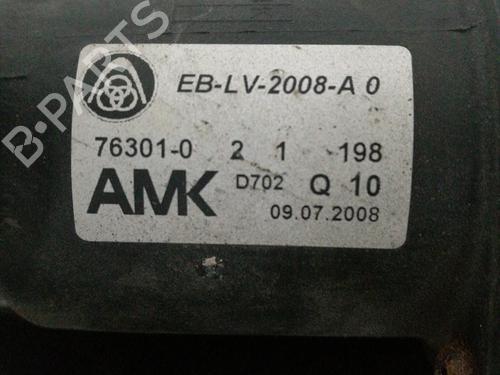 EB-LV-2008-A 0
76301-0 2 1 198
AMK D702 Q 10
09.07.2008
B-PARTS